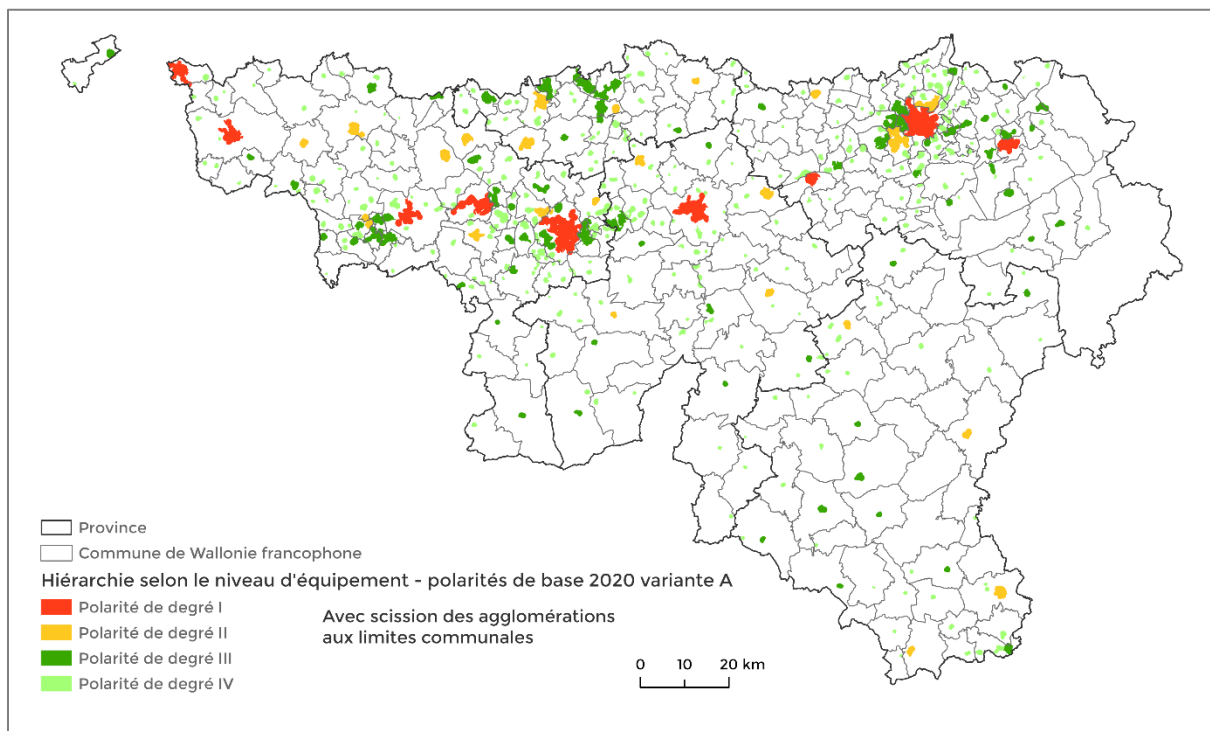 Province
Commune de Wallonie francophone
Hiérarchie selon le niveau d'équipement - polarités de base 2020 variante A
Polarité de degré I
Polarité de degré II
Polarité de degré III
Polarité de degré IV
Avec scission des agglomérations
aux limites communales
0 10 20 km